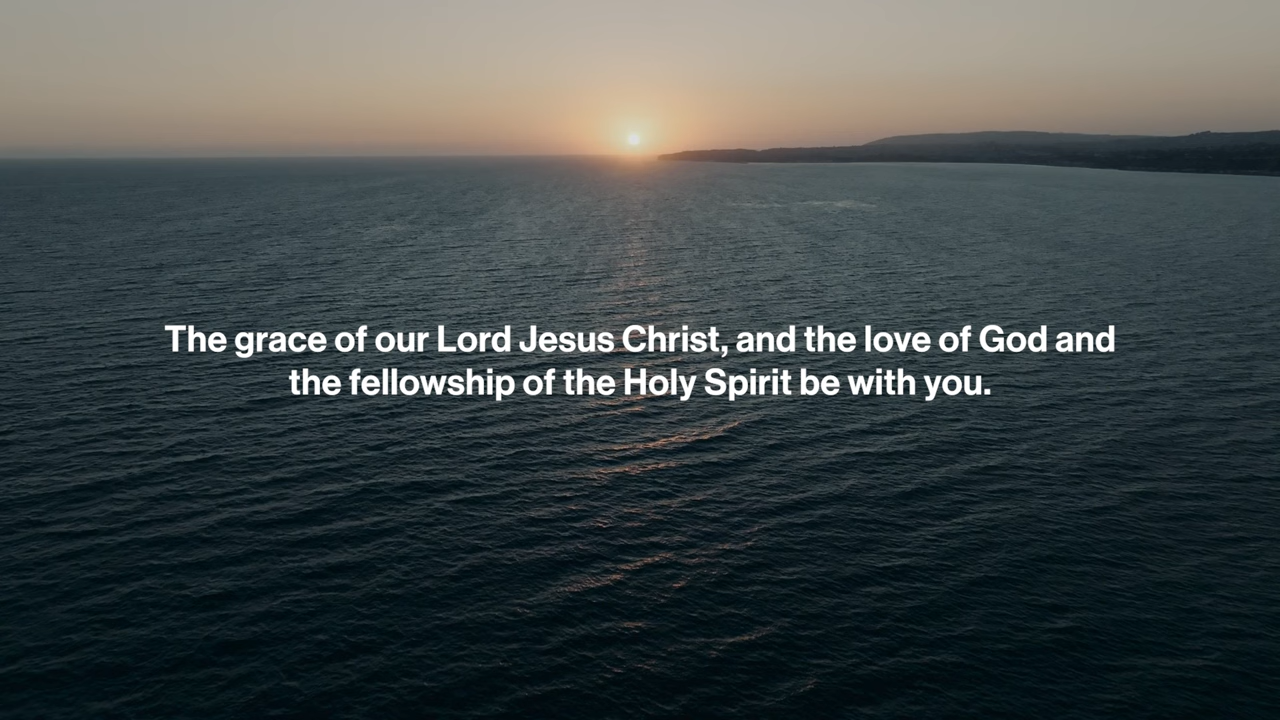 The grace of our Lord Jesus Christ, and the love of God and
the fellowship of the Holy Spirit be with you.